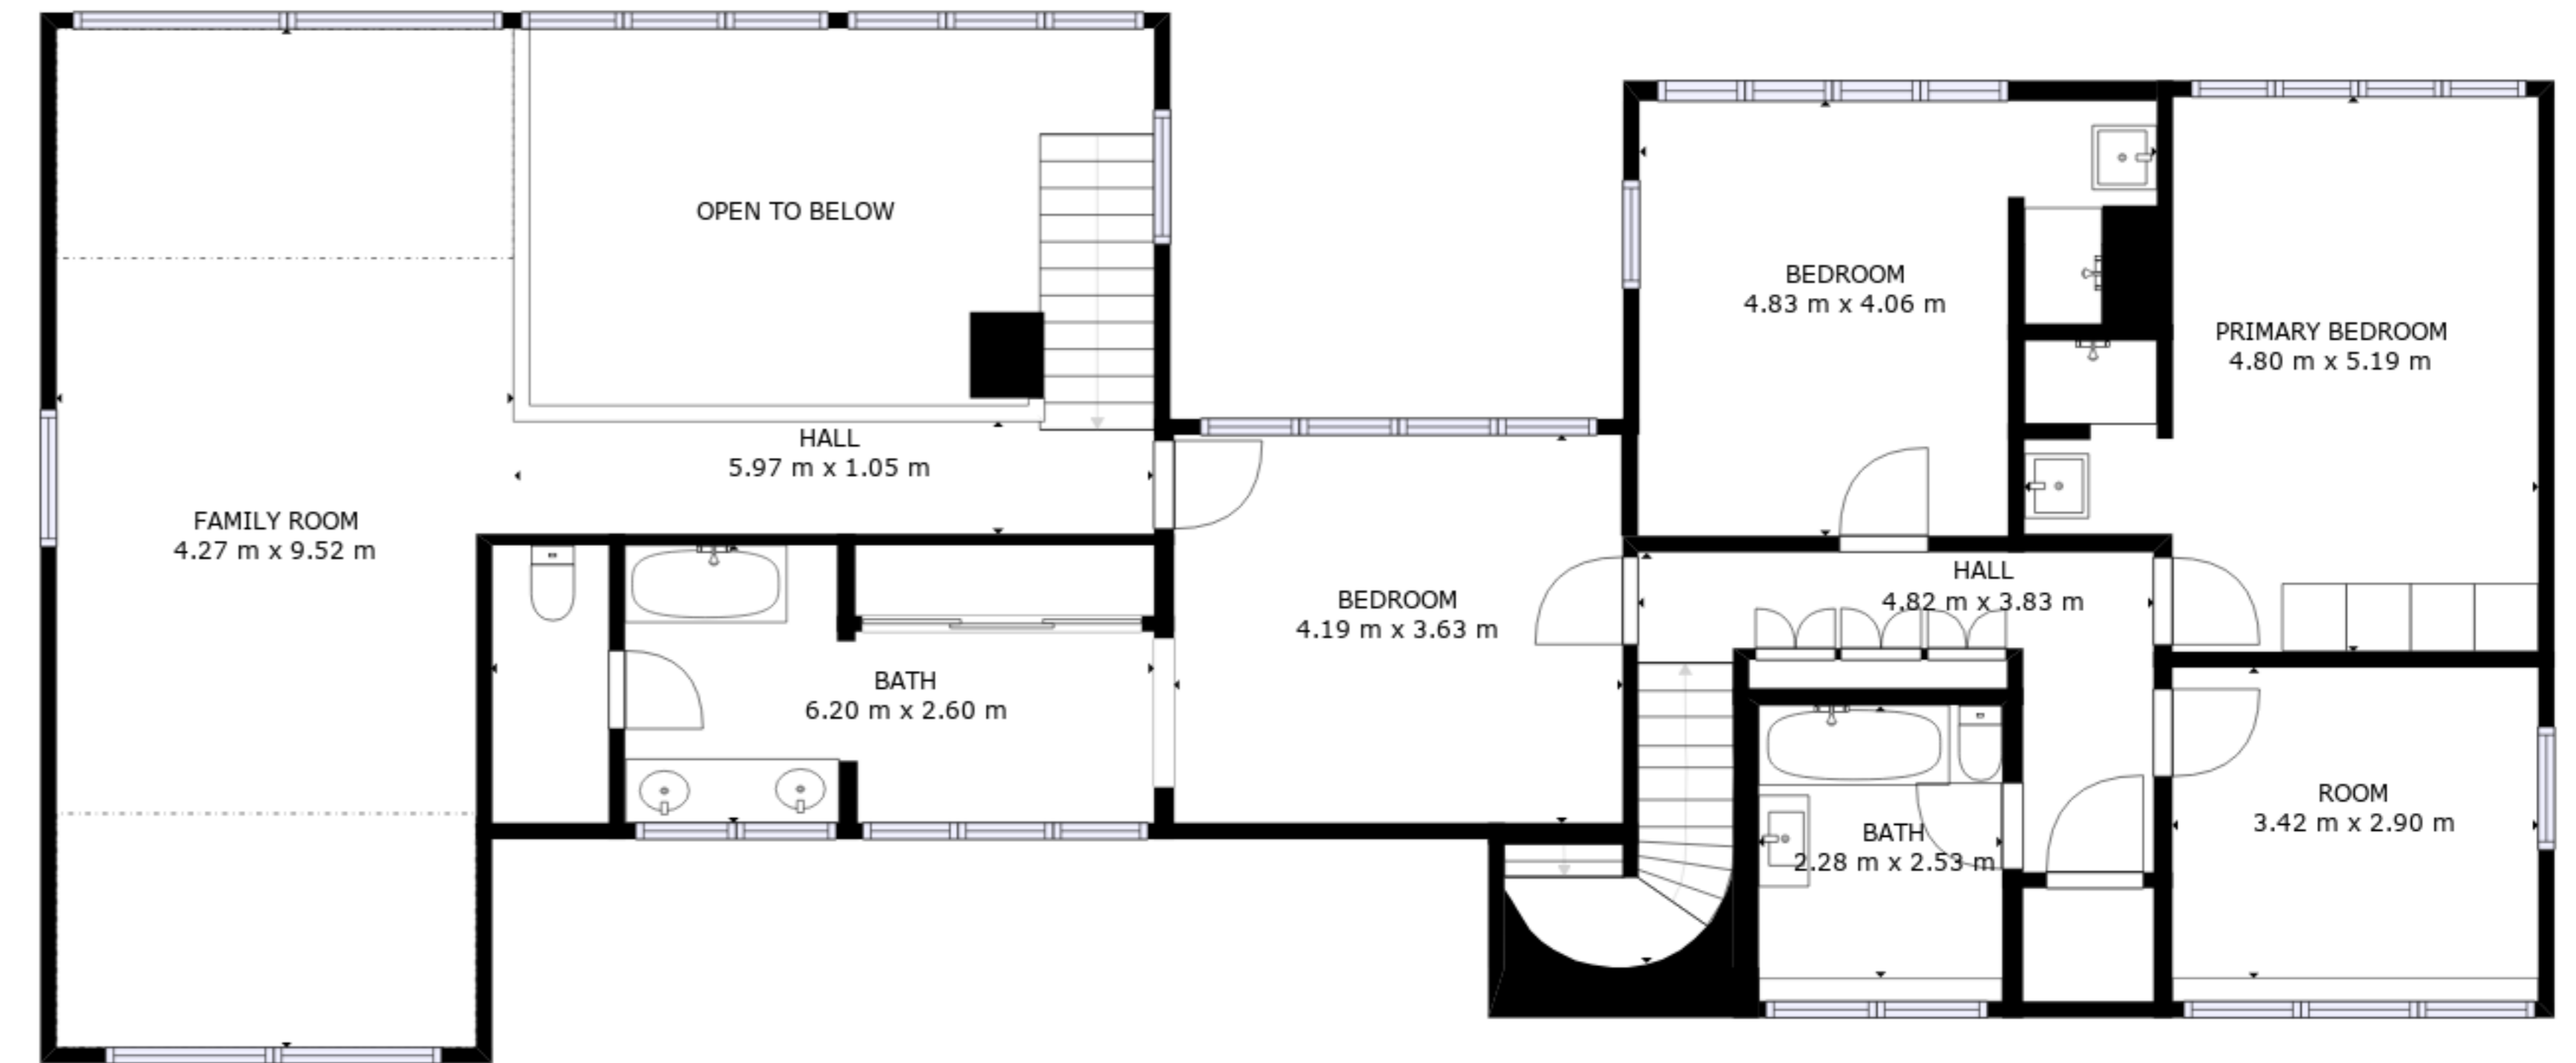 OPEN TO BELOW
BEDROOM
4.83 m x 4.06 m
PRIMARY BEDROOM
4.80 m x 5.19 m
HALL
5.97 m x 1.05 m
FAMILY ROOM
4.27 m x 9.52 m
HALL
4.82 m x 3.83 m
BEDROOM
4.19 m x 3.63 m
BATH
6.20 m x 2.60 m
ROOM
3.42 m x 2.90 m
BATH
2.28 m x 2.53 m